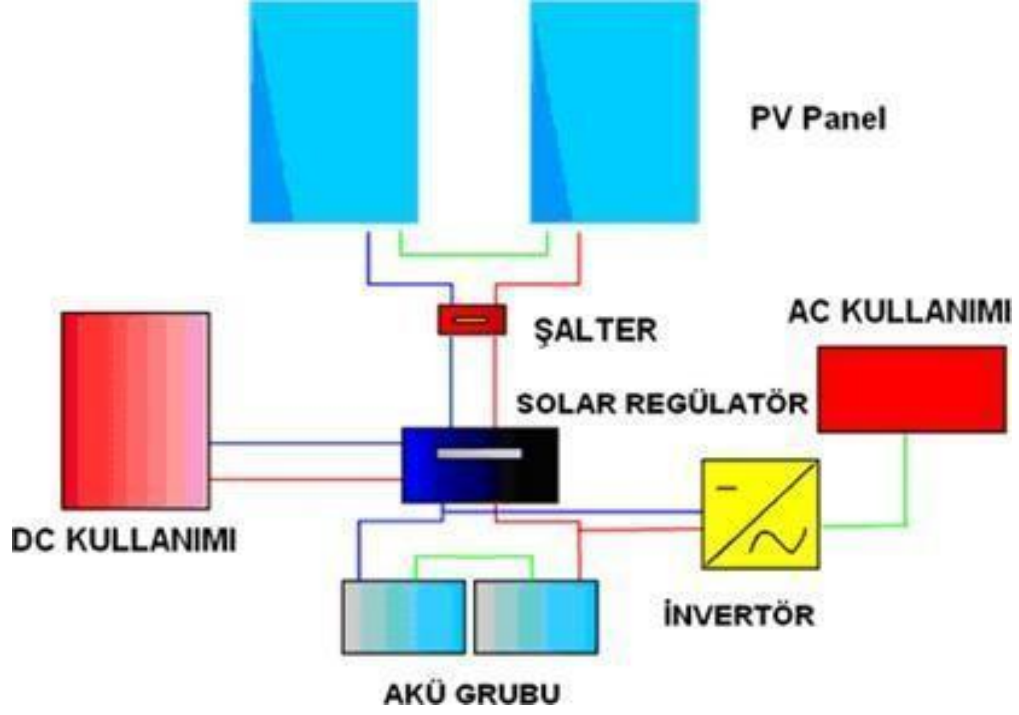 PV Panel
ŞALTER
AC KULLANIMI
SOLAR REGÜLATÖR
DC KULLANIMI
İNVERTÖR
AKÜ GRUBU